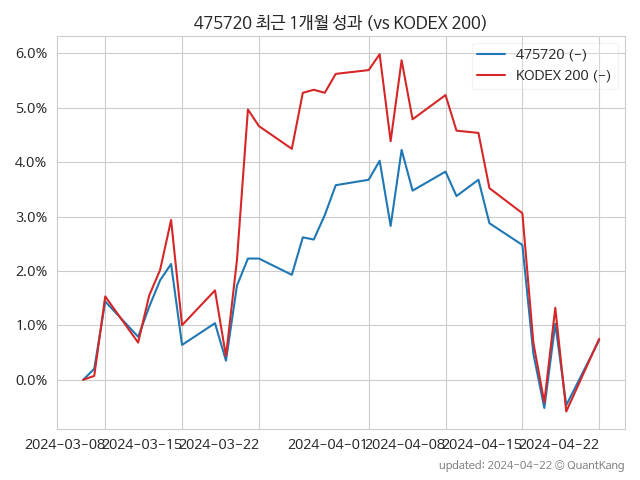 475720 최근 1개월 성과 (vs KODEX 200)
475720 (-)
KODEX 200 (-)
6.0%
5.0%
4.0%
3.0%
2.0%
1.0%
0.0%
2024-03-08 2024-03-15 2024-03-22 2024-04-01 2024-04-08 2024-04-15 2024-04-22
updated: 2024-04-22 © QuantKang